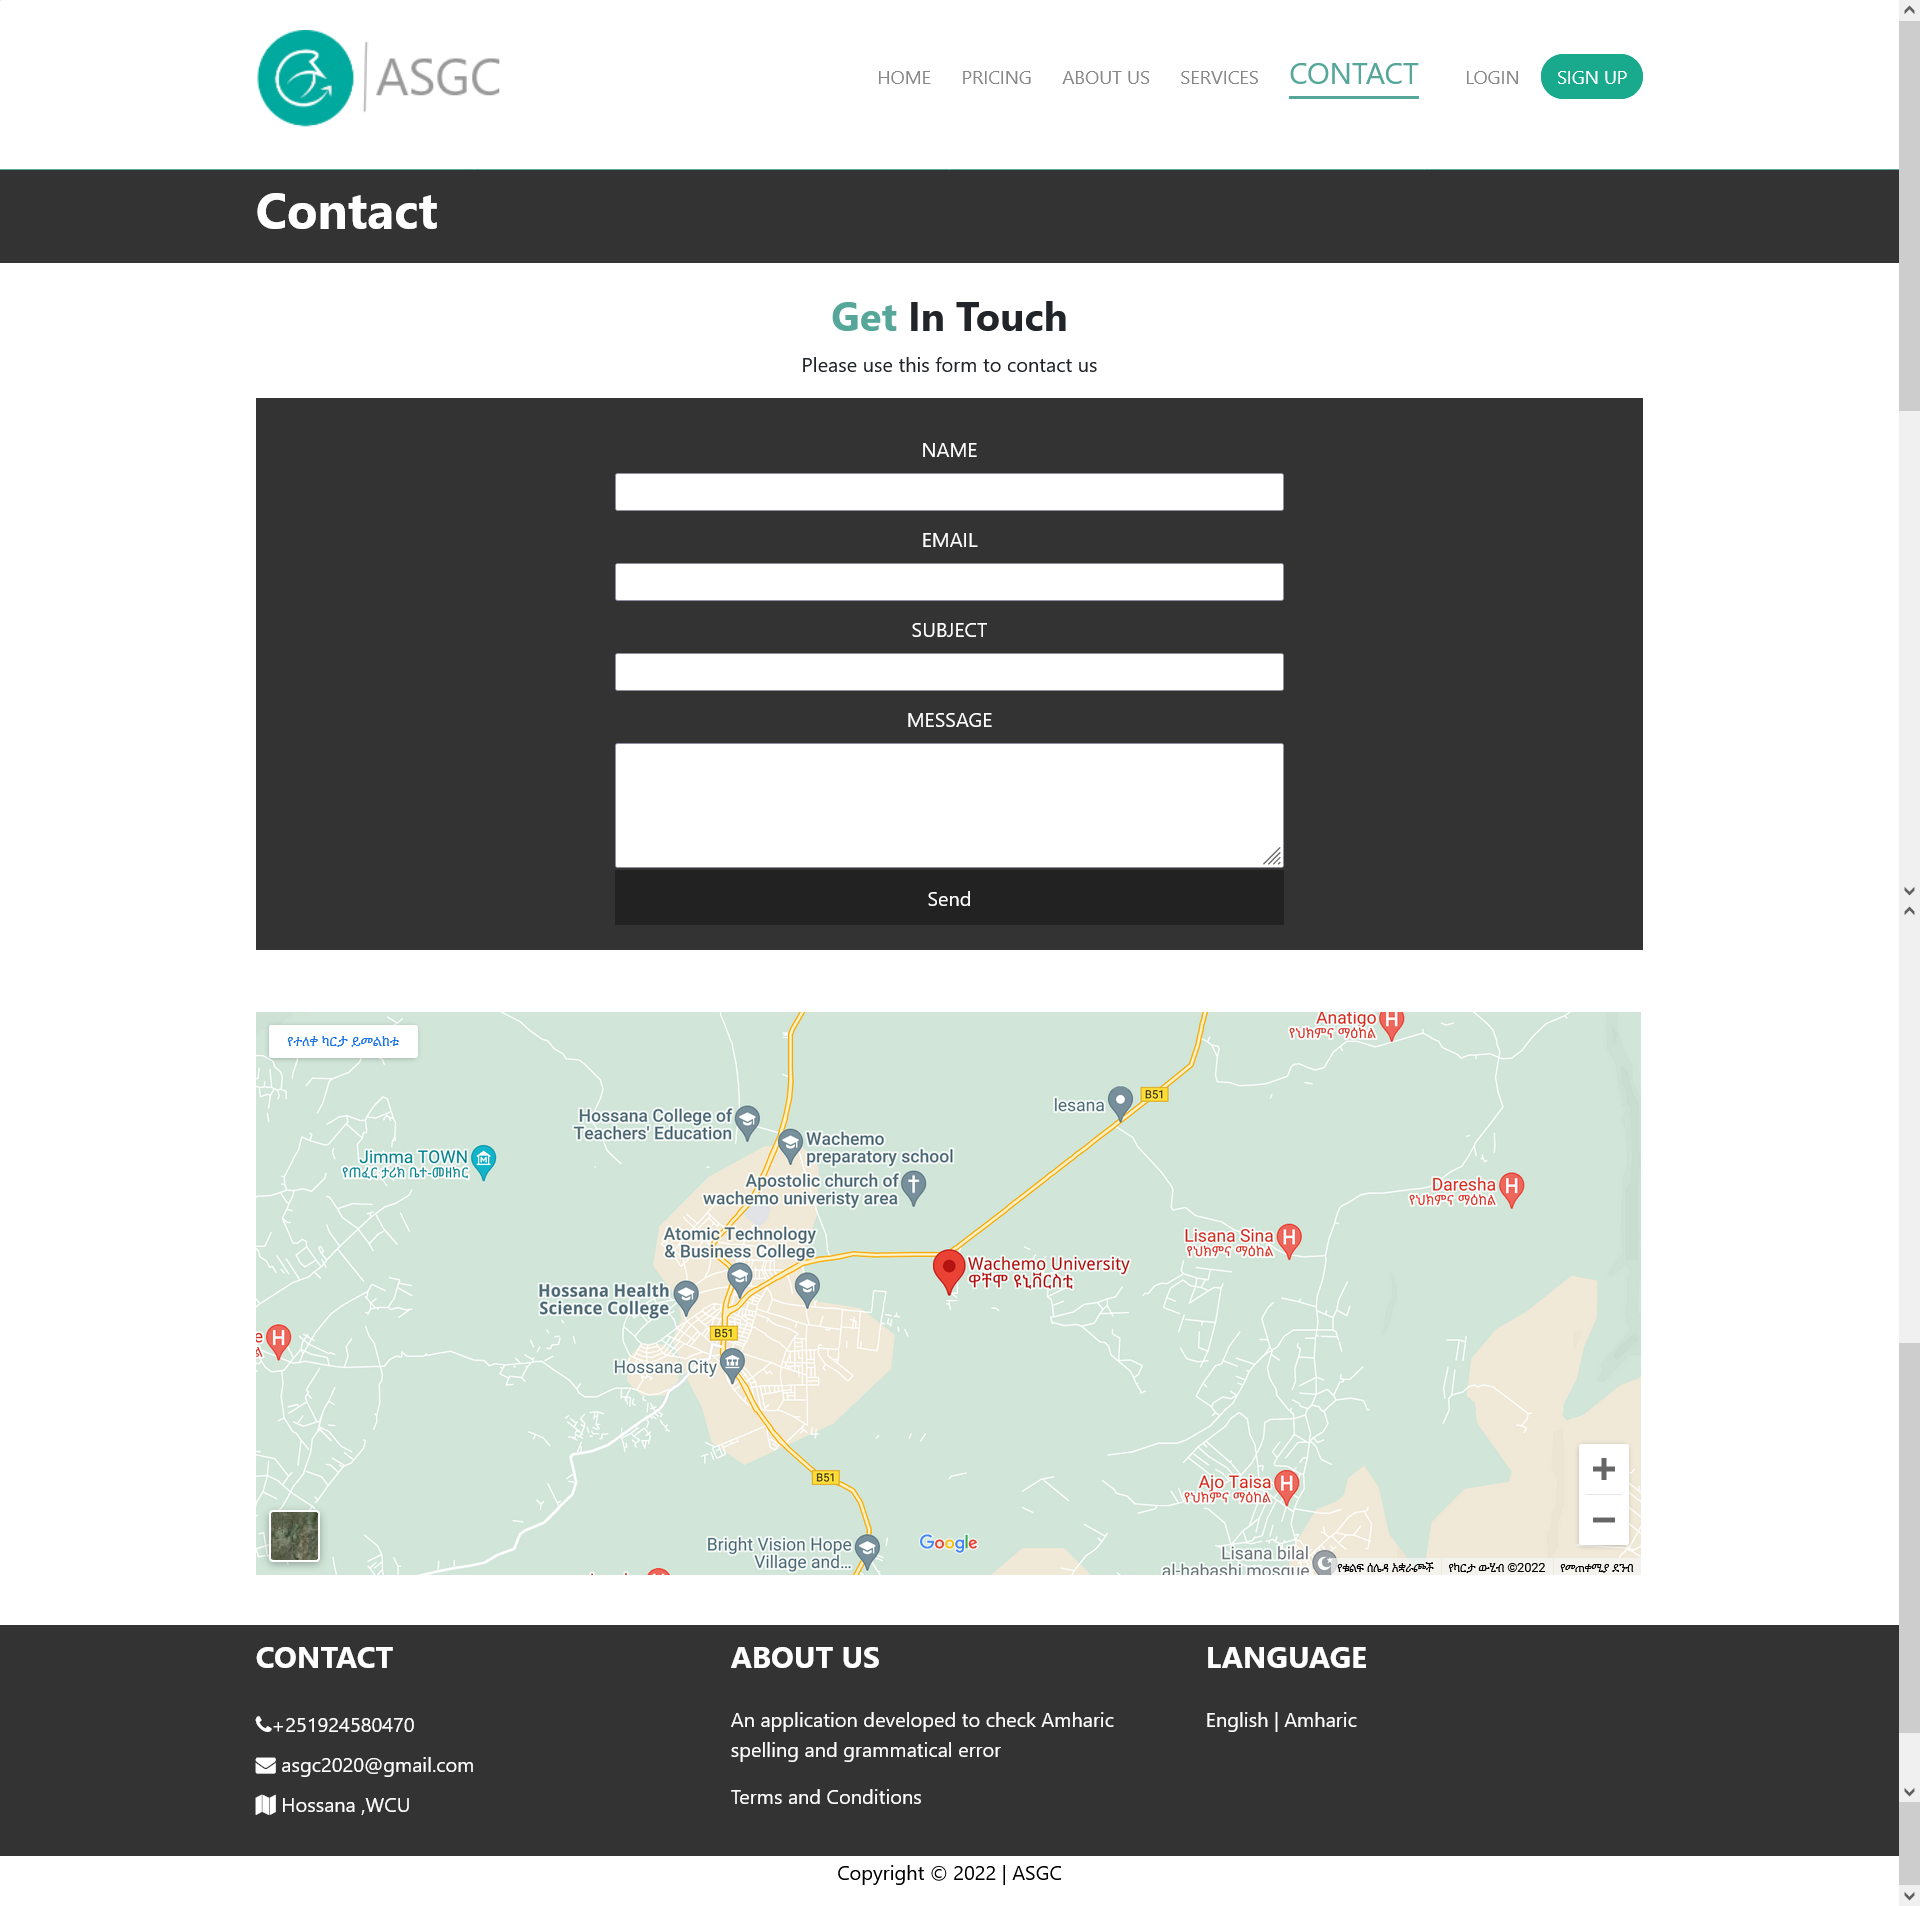 ASGC
HOME PRICING ABOUT US SERVICES CONTACT LOGIN SIGN UP
Contact
Get In Touch
Please use this form to contact us
NAME
EMAIL
SUBJECT
MESSAGE
Send
የተለቀ ካርታ ይመልከቱ
Anatigo
የህክምና ማዕከል
B51
lesana
Hossana College of
Teachers' Education
Wachemo
preparatory school
Jimma TOWN
የጠፈር ታሪክ ቤተ-መዘክር
Apostolic church of
wachemo univeristy area
Daresha
የህክምና ማዕከል
Atomic Technology
& Business College
Lisana Sina
የህክምና ማዕከል
Wachemo University
ዋቸሞ ዩኒቨርስቲ
Hossana Health
Science College
B51
Hossana City
B51
Ajo Taisa
የህክምና ማዕከል
Bright Vision Hope
Village and...
Google
Lisana bilal
al-habashi mosque
የቁልፍ ሰሌዳ አቋራጮች
የካርታ ውሂብ ©2022
የመጠቀሚያ ደንብ
CONTACT
+251924580470
asgc2020@gmail.com
Hossana ,WCU
ABOUT US
An application developed to check Amharic
spelling and grammatical error
Terms and Conditions
LANGUAGE
English | Amharic
Copyright © 2022 | ASGC